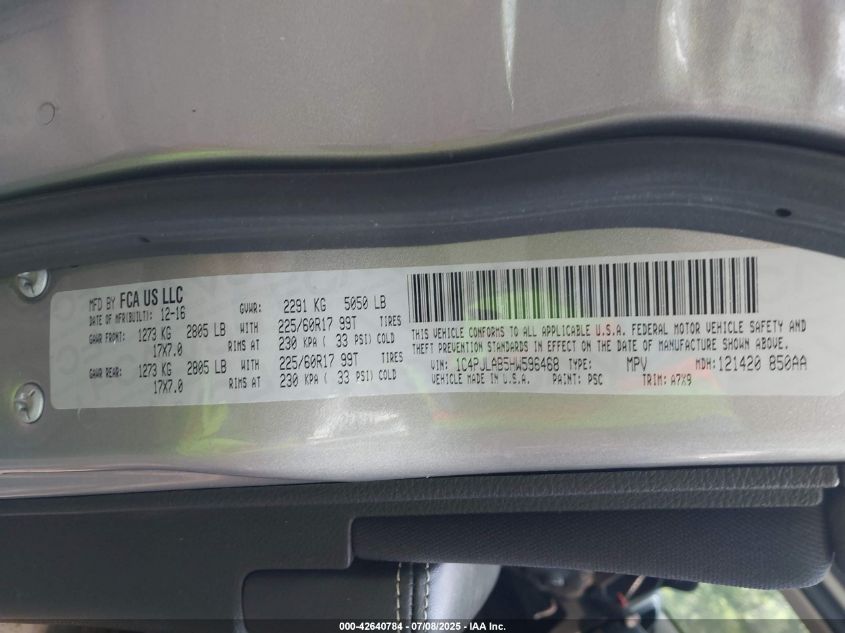 MFD BY FCA US LLC
DATE OF MFR(BUILT): 12-16 GVWR: 2291 KG 5050 LB
GAWR FRONT: 1273 KG 2805 LB WITH 225/60R17 99T TIRES
17X7.0 RIMS AT 230 KPA ( 33 PSI) COLD
GAWR REAR: 1273 KG 2805 LB WITH 225/60R17 99T TIRES
17X7.0 RIMS AT 230 KPA ( 33 PSI) COLD
THIS VEHICLE CONFORMS TO ALL APPLICABLE U.S.A. FEDERAL MOTOR VEHICLE SAFETY AND
THEFT PREVENTION STANDARDS IN EFFECT ON THE DATE OF MANUFACTURE SHOWN ABOVE.
VIN: 1C4PJLAB5HW596468 TYPE: MPV MDH: 121420 850AA
VEHICLE MADE IN U.S.A. PAINT: PSC TRIM: A7X9
000-42640784 - 07/08/2025 - IAA Inc.